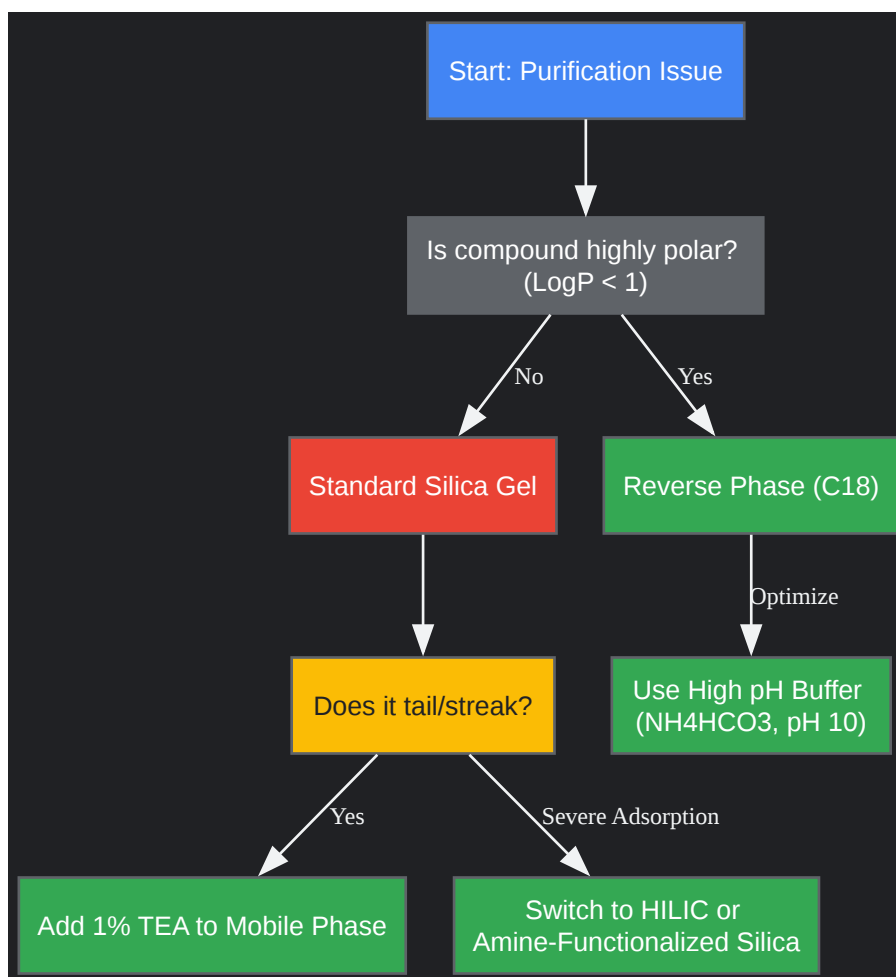 Start: Purification Issue
Is compound highly polar?
(LogP < 1)
No
Yes
Standard Silica Gel
Reverse Phase (C18)
Optimize
Does it tail/streak?
Use High pH Buffer
(NH4HCO3, pH 10)
Yes
Severe Adsorption
Add 1% TEA to Mobile Phase
Switch to HILIC or
Amine-Functionalized Silica